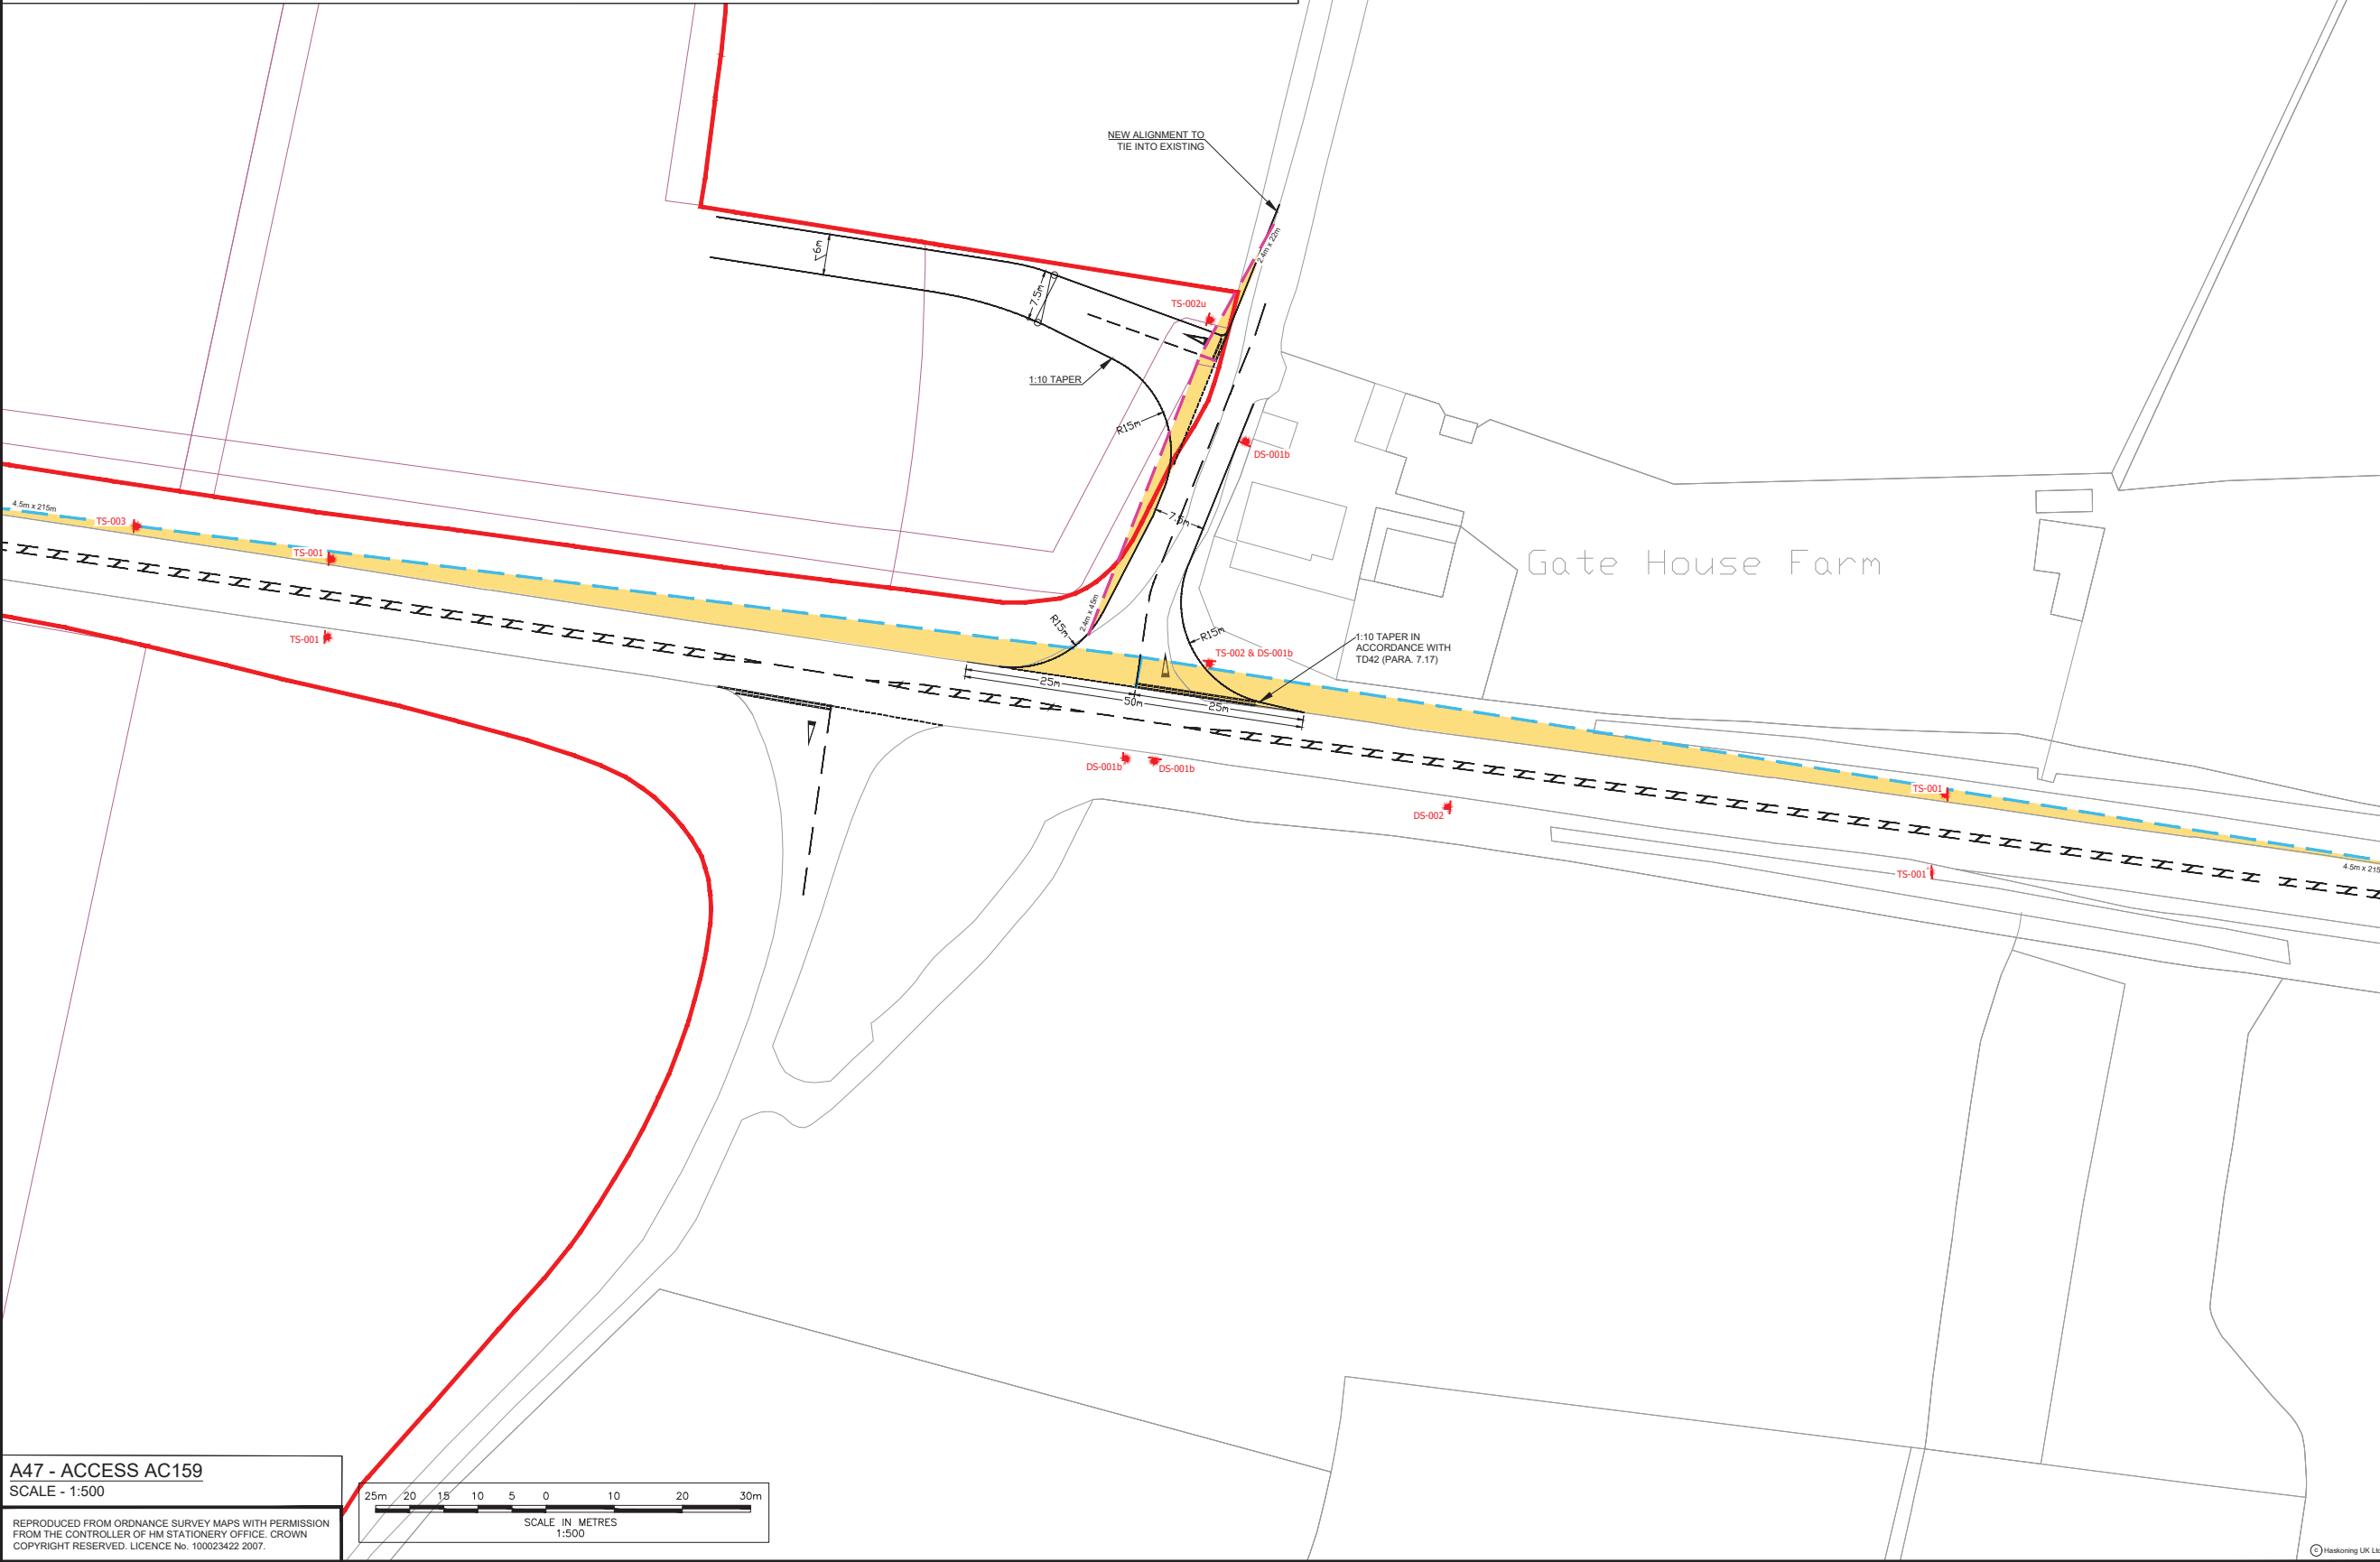 NEW ALIGNMENT TO
TIE INTO EXISTING
2.4m x 22m
6m
7.5m
TS-002u
1:10 TAPER
R15m
DS-001b
4.5m x 215m
TS-003
TS-001
7.5m
Gate House Farm
2.4m x 45m
R15m
R15m
TS-001
TS-002 & DS-001b
1:10 TAPER IN
ACCORDANCE WITH
TD42 (PARA. 7.17)
25m
50m
25m
DS-001b
DS-001b
TS-001
DS-002
TS-001
4.5m x 215
A47 - ACCESS AC159
SCALE - 1:500
25m 20 15 10 5 0 10 20 30m
SCALE IN METRES
1:500
REPRODUCED FROM ORDNANCE SURVEY MAPS WITH PERMISSION
FROM THE CONTROLLER OF HM STATIONERY OFFICE. CROWN
COPYRIGHT RESERVED. LICENCE No. 100023422 2007.
© Haskoning UK Ltd